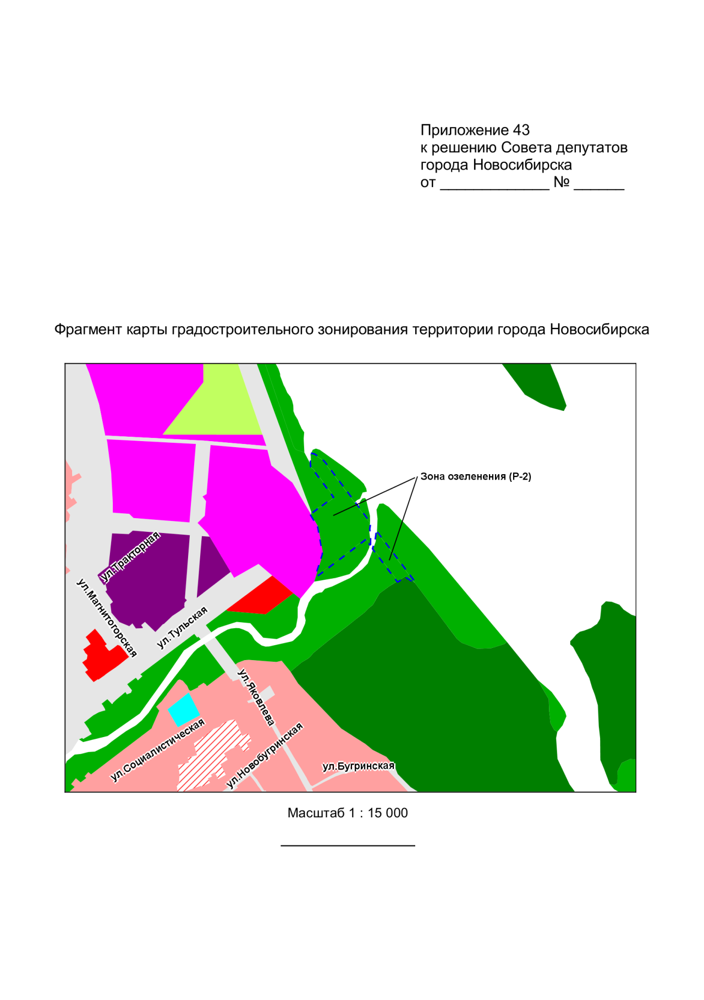 Приложение 43
к решению Совета депутатов
города Новосибирска
от _____________ № ______
Фрагмент карты градостроительного зонирования территории города Новосибирска
Зона озеленения (Р-2)
ул.Тракторная
ул.Магнитогорская
ул.Тульская
ул.Яковлева
ул.Социалистическая
ул.Новобугринская
ул.Бугринская
Масштаб 1 : 15 000